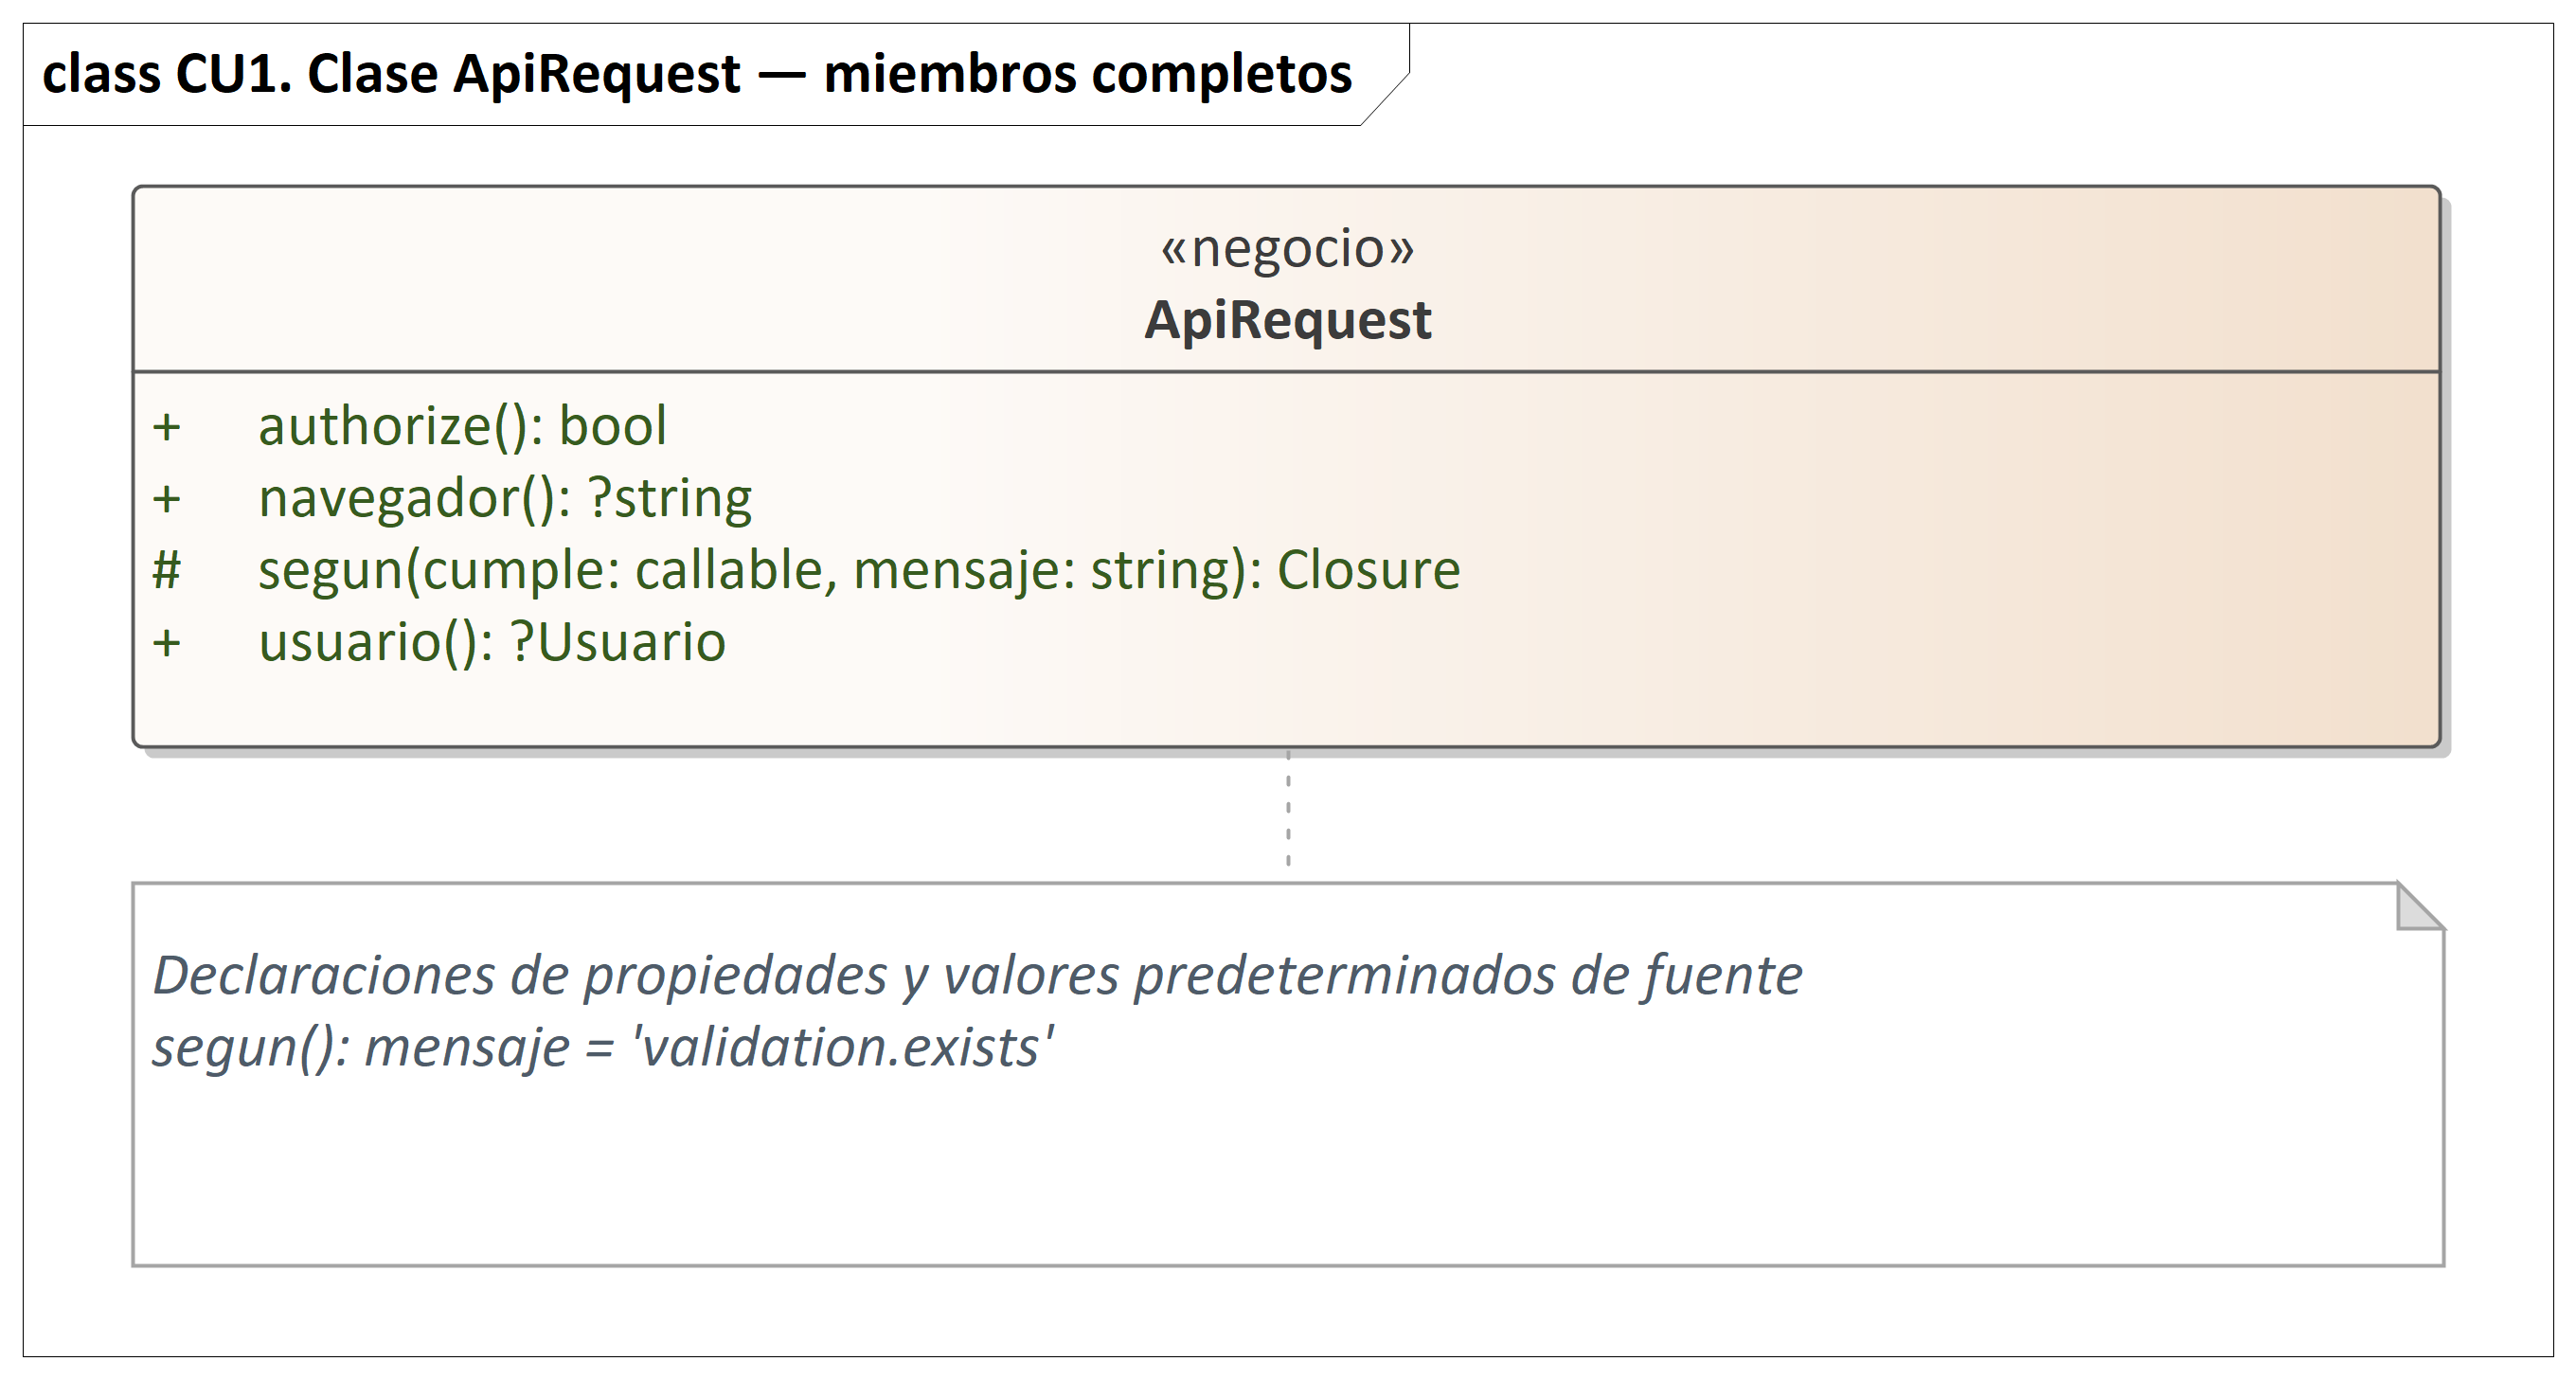 class CU1. Clase ApiRequest — miembros completos
«negocio»
ApiRequest
+ authorize(): bool
+ navegador(): ?string
# segun(cumple: callable, mensaje: string): Closure
+ usuario(): ?Usuario
Declaraciones de propiedades y valores predeterminados de fuente
segun(): mensaje = 'validation.exists'